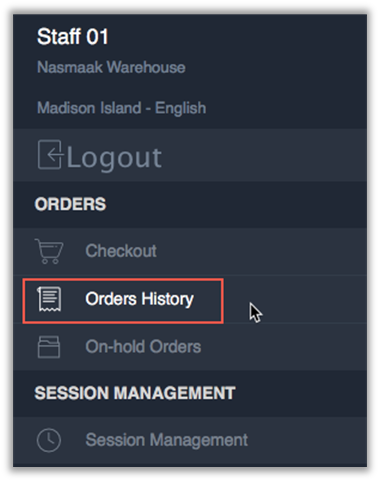 Staff 01
Nasmaak Warehouse
Madison Island - English
Logout
ORDERS
Checkout
Orders History
On-hold Orders
SESSION MANAGEMENT
Session Management